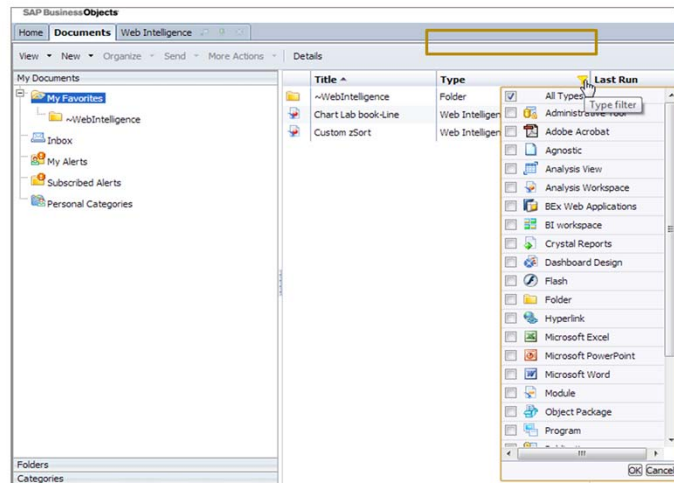 SAP BusinessObjects
Home Documents Web Intelligence
View New Organize Send More Actions Details
My Documents
My Favorites
~WebIntelligence
Inbox
My Alerts
Subscribed Alerts
Personal Categories
Folders
Categories
Title Type Last Run
~WebIntelligence Folder
Chart Lab book-Line Web Intelligen
Custom zSort Web Intelligen
All Types
Type filter
Administrative Tool
Adobe Acrobat
Agnostic
Analysis View
Analysis Workspace
BEx Web Applications
BI workspace
Crystal Reports
Dashboard Design
Flash
Folder
Hyperlink
Microsoft Excel
Microsoft PowerPoint
Microsoft Word
Module
Object Package
Program
OK Cancel